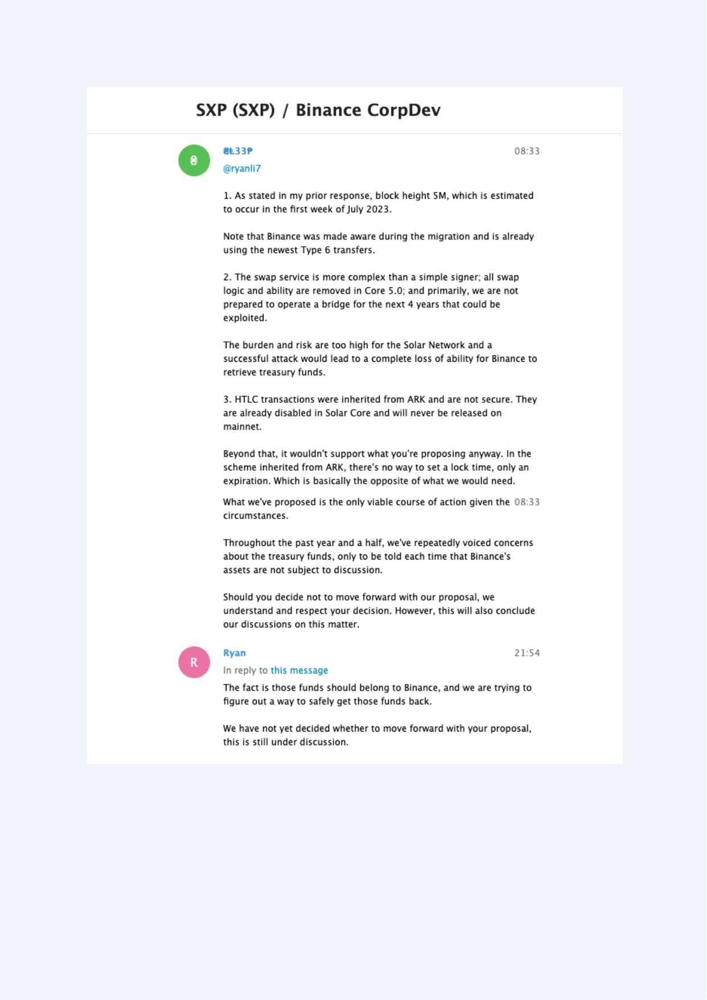 SXP (SXP) / Binance CorpDev
₴
₴Ł33₱
08:33
@ryanli7
1. As stated in my prior response, block height 5M, which is estimated
to occur in the first week of July 2023.
Note that Binance was made aware during the migration and is already
using the newest Type 6 transfers.
2. The swap service is more complex than a simple signer; all swap
logic and ability are removed in Core 5.0; and primarily, we are not
prepared to operate a bridge for the next 4 years that could be
exploited.
The burden and risk are too high for the Solar Network and a
successful attack would lead to a complete loss of ability for Binance to
retrieve treasury funds.
3. HTLC transactions were inherited from ARK and are not secure. They
are already disabled in Solar Core and will never be released on
mainnet.
Beyond that, it wouldn't support what you're proposing anyway. In the
scheme inherited from ARK, there's no way to set a lock time, only an
expiration. Which is basically the opposite of what we would need.
What we've proposed is the only viable course of action given the 08:33
circumstances.
Throughout the past year and a half, we've repeatedly voiced concerns
about the treasury funds, only to be told each time that Binance's
assets are not subject to discussion.
Should you decide not to move forward with our proposal, we
understand and respect your decision. However, this will also conclude
our discussions on this matter.
R
Ryan
21:54
In reply to this message
The fact is those funds should belong to Binance, and we are trying to
figure out a way to safely get those funds back.
We have not yet decided whether to move forward with your proposal,
this is still under discussion.